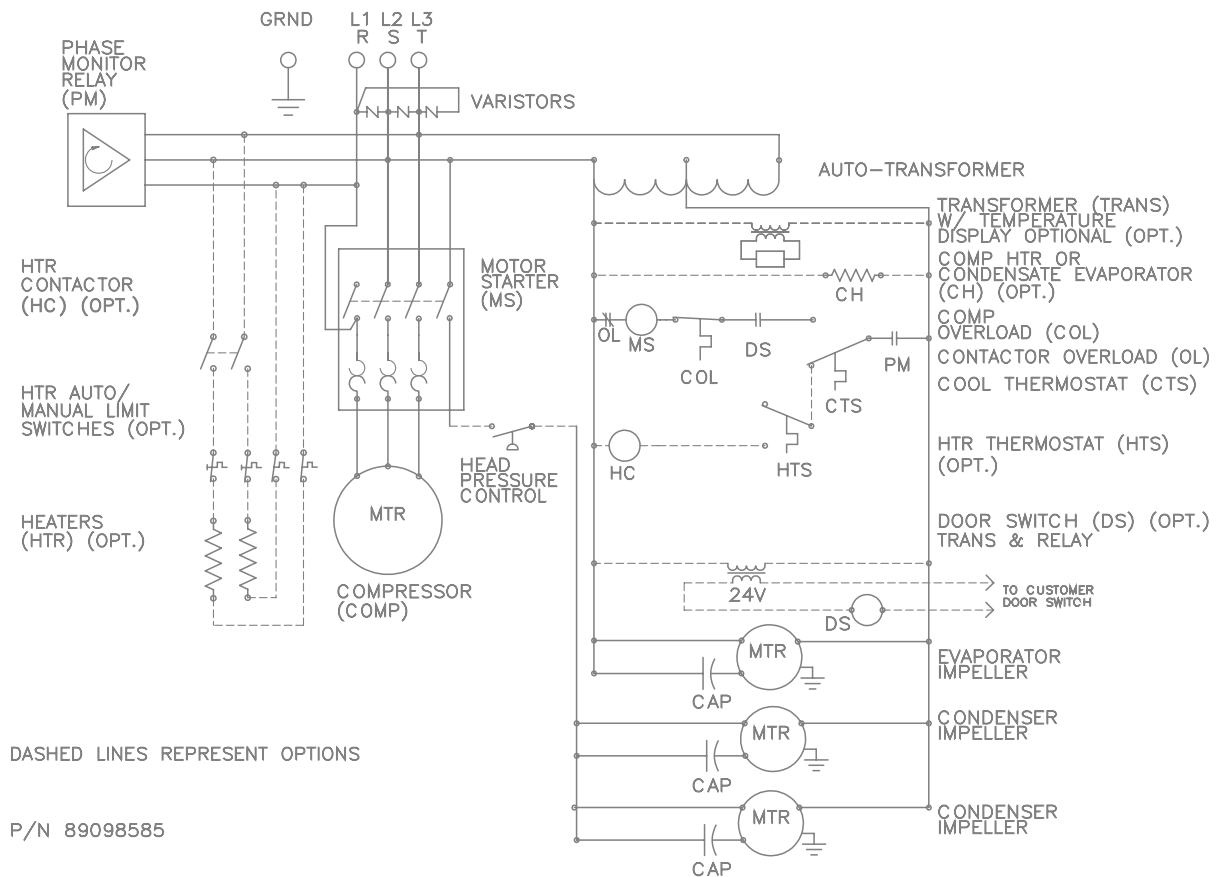 GRND
L1 L2 L3
R S T
PHASE
MONITOR
RELAY
(PM)
VARISTORS
AUTO-TRANSFORMER
TRANSFORMER (TRANS)
W/ TEMPERATURE
DISPLAY OPTIONAL (OPT.)
HTR
CONTACTOR
(HC) (OPT.)
MOTOR
STARTER
(MS)
COMP HTR OR
CONDENSATE EVAPORATOR
(CH) (OPT.)
CH
COMP
OVERLOAD (COL)
OL
MS
DS
COL
PM
CONTACTOR OVERLOAD (OL)
COOL THERMOSTAT (CTS)
CTS
HTR AUTO/
MANUAL LIMIT
SWITCHES (OPT.)
HTR THERMOSTAT (HTS)
(OPT.)
HC
HTS
HEAD
PRESSURE
CONTROL
MTR
HEATERS
(HTR) (OPT.)
DOOR SWITCH (DS) (OPT.)
TRANS & RELAY
COMPRESSOR
(COMP)
24V
TO CUSTOMER
DOOR SWITCH
DS
MTR
EVAPORATOR
IMPELLER
CAP
MTR
CONDENSER
IMPELLER
CAP
DASHED LINES REPRESENT OPTIONS
MTR
CONDENSER
IMPELLER
CAP
P/N 89098585